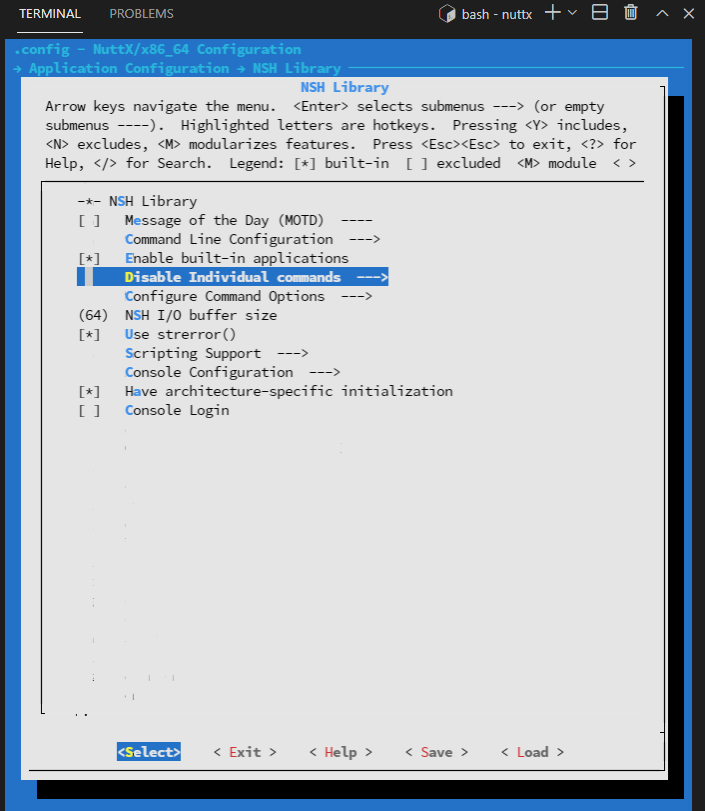 TERMINAL PROBLEMS bash - nuttx
.config - NuttX/x86_64 Configuration
→ Application Configuration → NSH Library
NSH Library
Arrow keys navigate the menu.  <Enter> selects submenus ---> (or empty
submenus ----).  Highlighted letters are hotkeys.  Pressing <Y> includes,
<N> excludes, <M> modularizes features.  Press <Esc><Esc> to exit, <?> for
Help, </> for Search.  Legend: [*] built-in  [ ] excluded  <M> module  < >
-*- NSH Library
[ ]   Message of the Day (MOTD)  ----
Command Line Configuration  --->
[*]   Enable built-in applications
Disable Individual commands  --->
Configure Command Options  --->
(64)  NSH I/O buffer size
[*]   Use strerror()
Scripting Support  --->
Console Configuration  --->
[*]   Have architecture-specific initialization
[ ]   Console Login
<Select>    < Exit >    < Help >    < Save >    < Load >